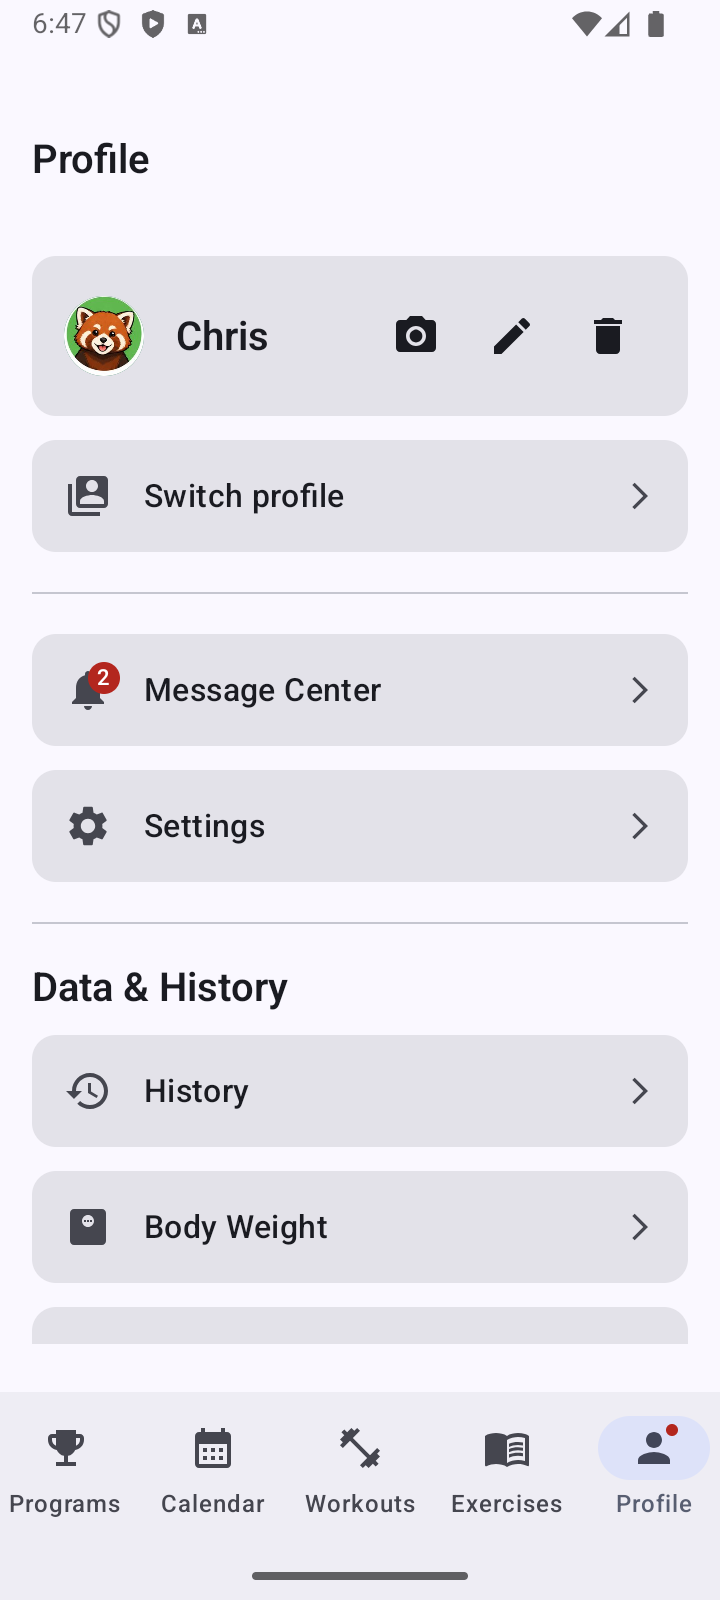 6:47
Profile
Chris
Switch profile
2
Message Center
Settings
Data & History
History
Body Weight
Programs
Calendar
Workouts
Exercises
Profile